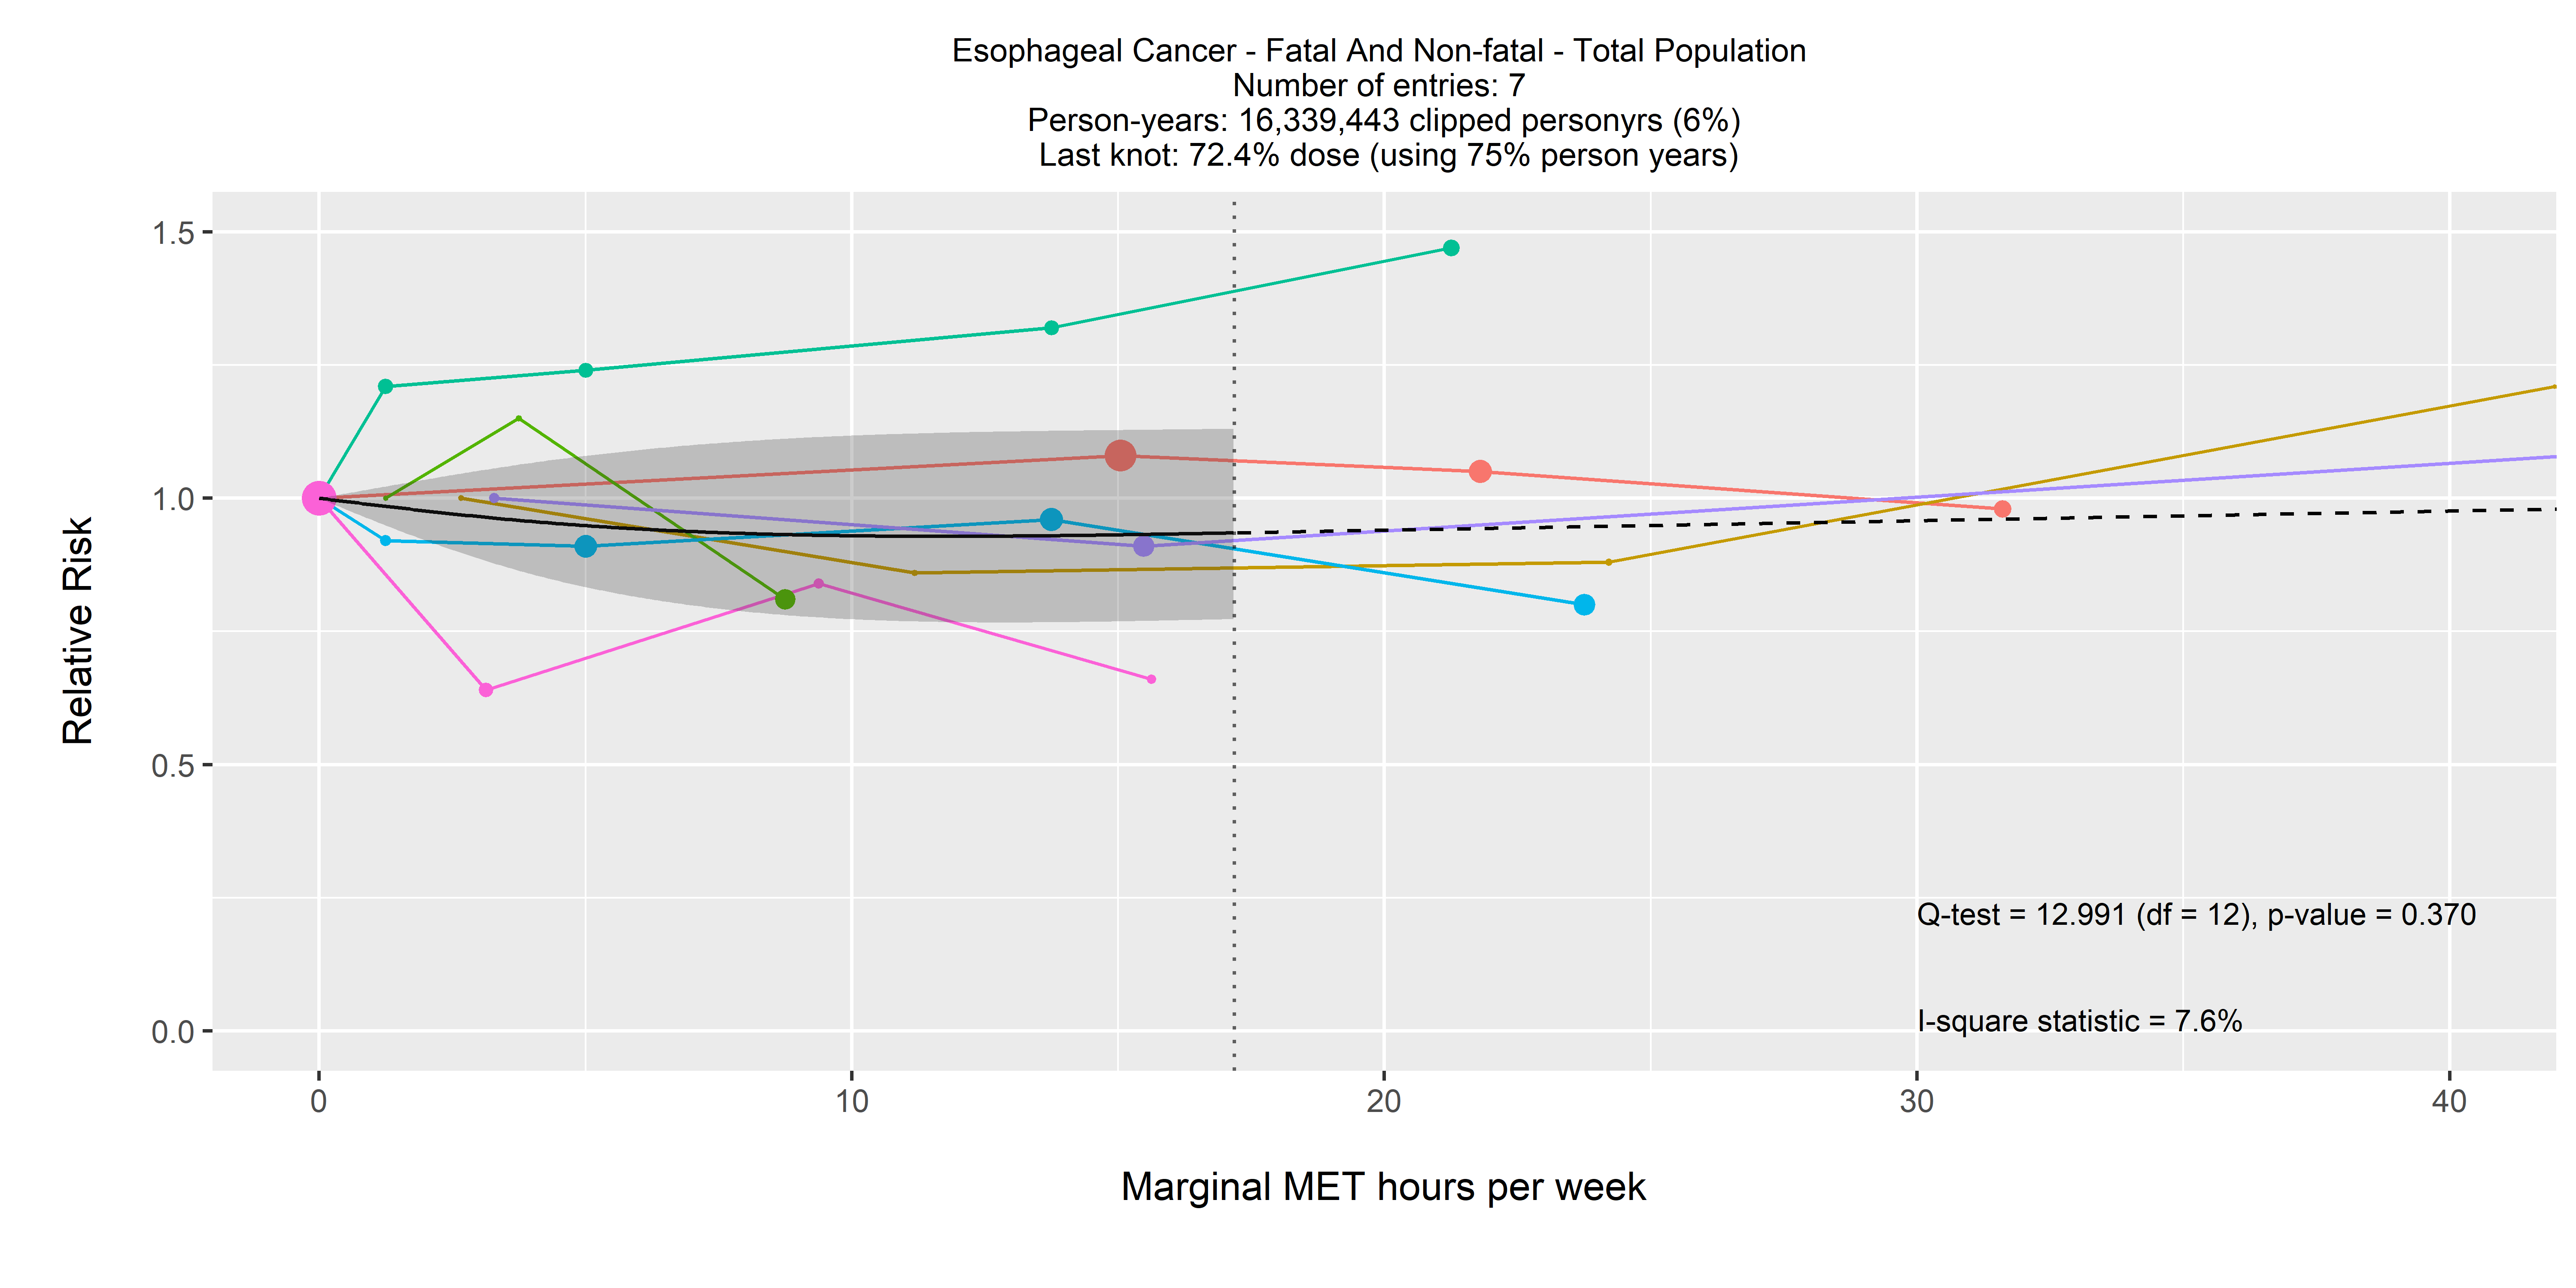 Esophageal Cancer - Fatal And Non-fatal - Total Population
Number of entries: 7
Person-years: 16,339,443 clipped personyrs (6%)
Last knot: 72.4% dose (using 75% person years)
1.5
1.0
0.5
0.0
Relative Risk
Q-test = 12.991 (df = 12), p-value = 0.370
I-square statistic = 7.6%
0 10 20 30 40
Marginal MET hours per week